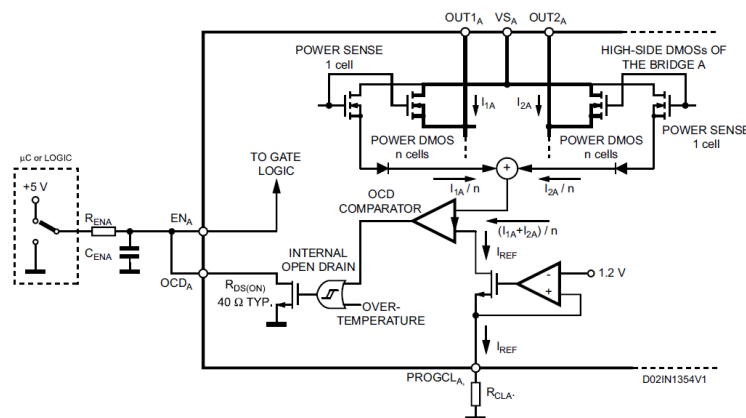 OUT1A VSA OUT2A
POWER SENSE
1 cell
HIGH-SIDE DMOSs OF
THE BRIDGE A
I1A
I2A
POWER DMOS
n cells
POWER DMOS
n cells
POWER SENSE
1 cell
µC or LOGIC
+5 V
TO GATE
LOGIC
+
I1A / n
I2A / n
OCD
COMPARATOR
(I1A+I2A) / n
RENA
ENA
CENA
INTERNAL
OPEN DRAIN
IREF
- 
+
1.2 V
OCDA
RDS(ON)
40 Ω TYP.
OVER-
TEMPERATURE
IREF
PROGCLA,
RCLA.
D02IN1354V1